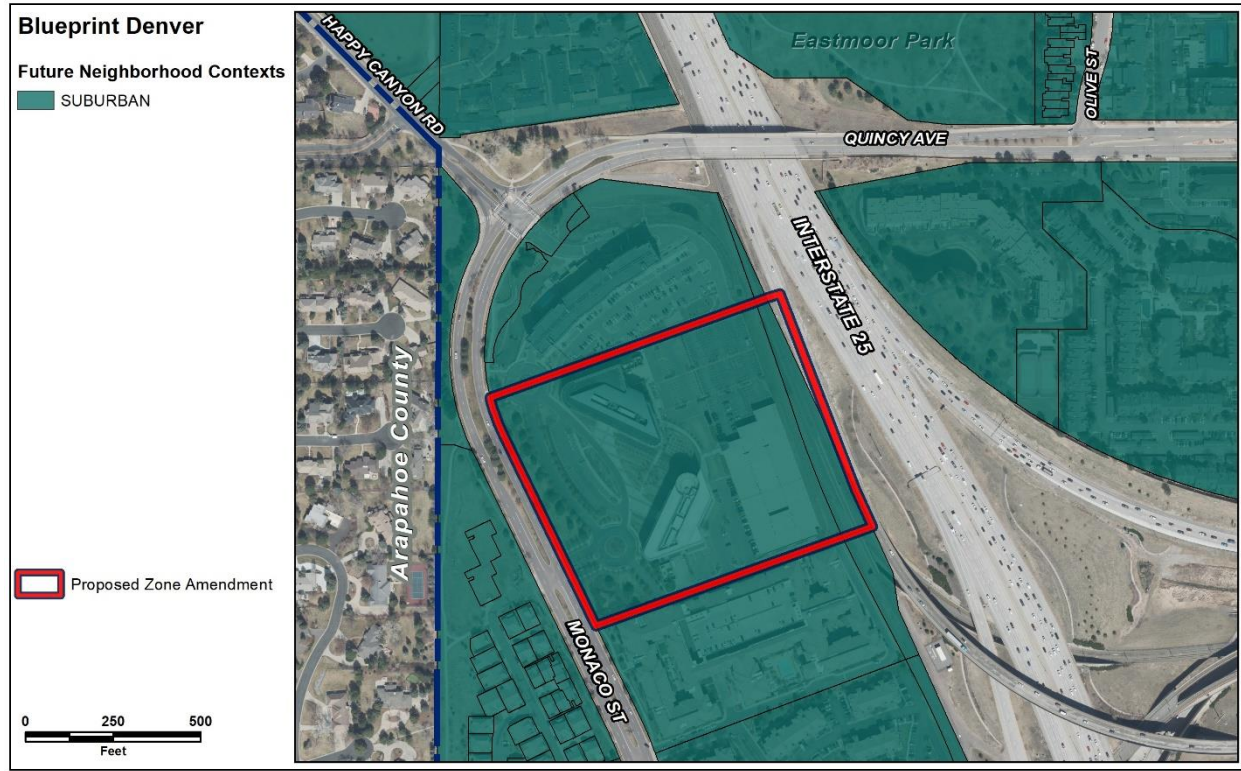 Blueprint Denver
Future Neighborhood Contexts
SUBURBAN
Proposed Zone Amendment
0 250 500
Feet
HAPPY CANYON RD
Eastmoor Park
OLIVE ST
QUINCY AVE
INTERSTATE 25
Arapahoe County
MONACO ST